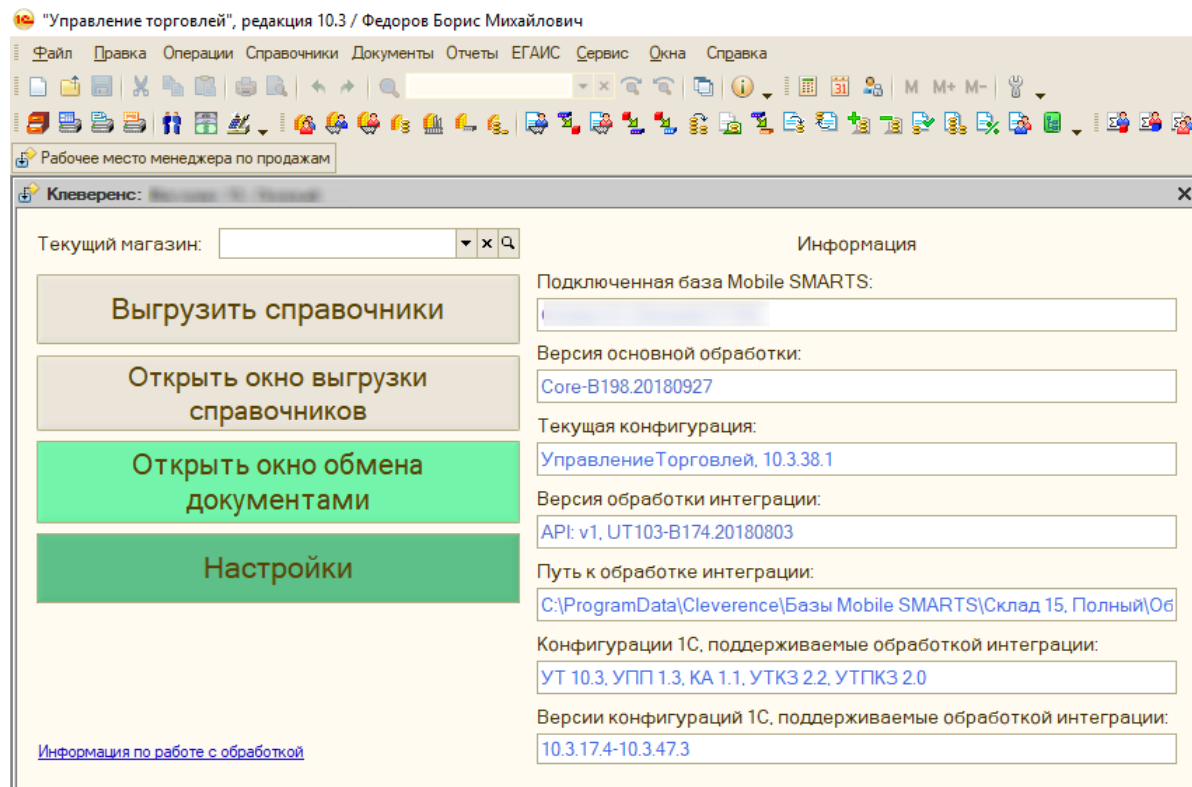 "Управление торговлей", редакция 10.3 / Федоров Борис Михайлович
Файл Правка Операции Справочники Документы Отчеты ЕГАИС Сервис Окна Справка
M M+ M-
Рабочее место менеджера по продажам
Клеверенс:
Текущий магазин:
Выгрузить справочники
Открыть окно выгрузки
справочников
Открыть окно обмена
документами
Настройки
Информация по работе с обработкой
Информация
Подключенная база Mobile SMARTS:
Версия основной обработки:
Core-B198.20180927
Текущая конфигурация:
УправлениеТорговлей, 10.3.38.1
Версия обработки интеграции:
API: v1, UT103-B174.20180803
Путь к обработке интеграции:
C:\ProgramData\Cleverence\Базы Mobile SMARTS\Склад 15, Полный\Об
Конфигурации 1С, поддерживаемые обработкой интеграции:
УТ 10.3, УПП 1.3, КА 1.1, УТКЗ 2.2, УТПКЗ 2.0
Версии конфигураций 1С, поддерживаемые обработкой интеграции:
10.3.17.4-10.3.47.3